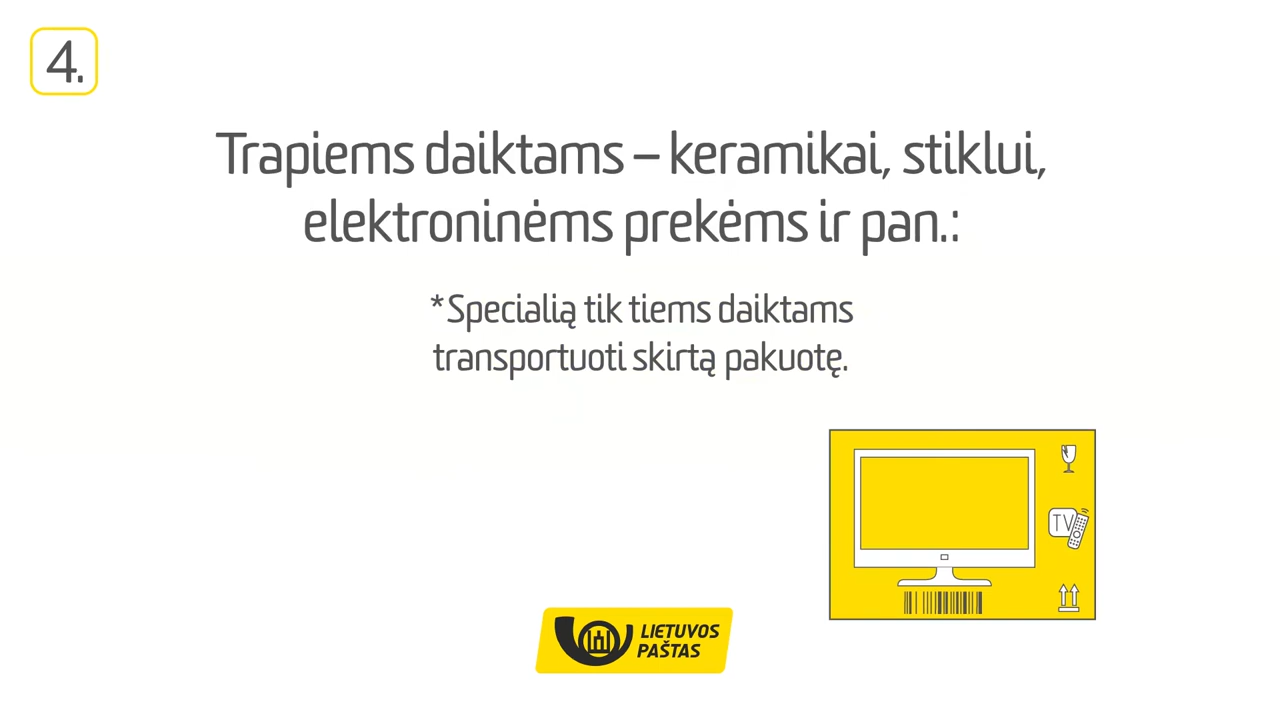 4.
Trapiems daiktams – keramikai, stiklui,
elektroninėms prekėms ir pan.:
*Specialią tik tiems daiktams
transportuoti skirtą pakuotę.
TV
LIETUVOS
PAŠTAS